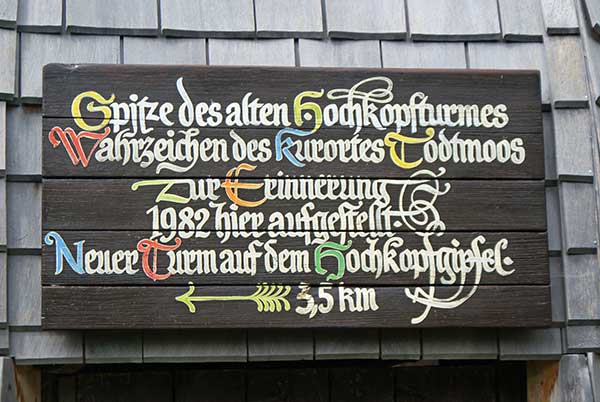 Spitze des alten Hochkopfturmes
Wahrzeichen des Kurortes Todtmoos
Zur Erinnerung
1982 hier aufgestellt.
Neuer Turm auf dem Hochkopfgipfel.
3,5 km